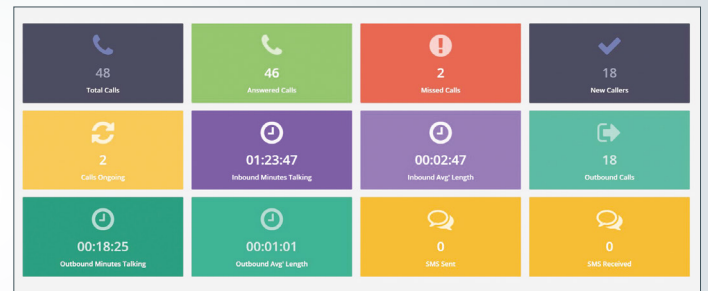 48
Total Calls
46
Answered Calls
2
Missed Calls
18
New Callers
2
Calls Ongoing
01:23:47
Inbound Minutes Talking
00:02:47
Inbound Avg' Length
18
Outbound Calls
00:18:25
Outbound Minutes Talking
00:01:01
Outbound Avg' Length
0
SMS Sent
0
SMS Received